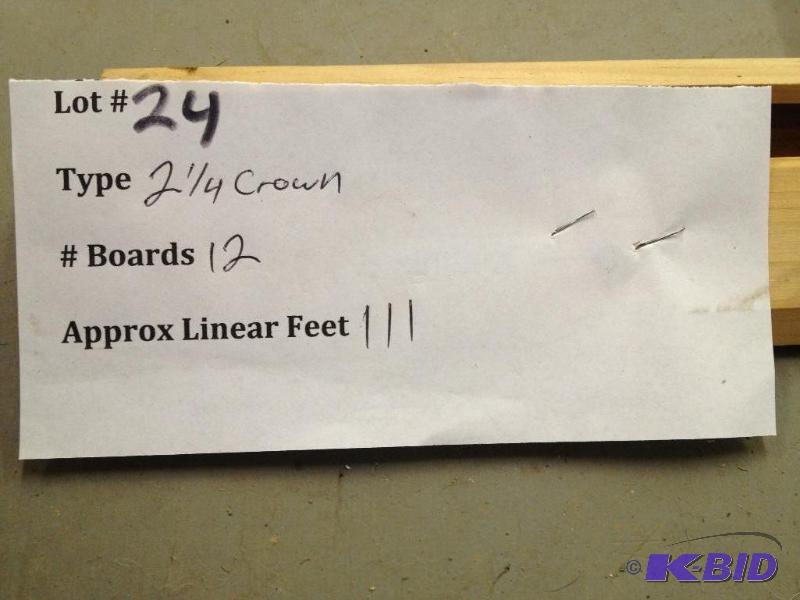 Lot # 24
Type 2 1/4 Crown
# Boards 12
Approx Linear Feet 111
© K-BID